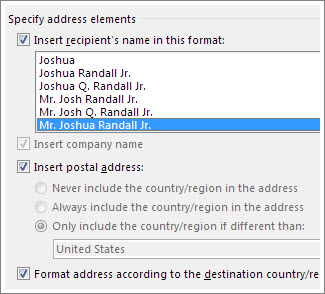 Specify address elements
Insert recipient's name in this format:
Joshua
Joshua Randall Jr.
Joshua Q. Randall Jr.
Mr. Josh Randall Jr.
Mr. Josh Q. Randall Jr.
Mr. Joshua Randall Jr.
Insert company name
Insert postal address:
Never include the country/region in the address
Always include the country/region in the address
Only include the country/region if different than:
United States
Format address according to the destination country/re